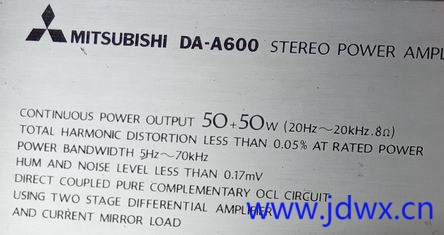 MITSUBISHI DA-A600 STEREO POWER AMPL
CONTINUOUS POWER OUTPUT 50+50W (20Hz～20kHz.8Ω)
TOTAL HARMONIC DISTORTION LESS THAN 0.05% AT RATED POWER
POWER BANDWIDTH 5Hz～70kHz
HUM AND NOISE LEVEL LESS THAN 0.17mV
DIRECT COUPLED PURE COMPLEMENTARY OCL CIRCUIT
USING TWO STAGE DIFFERENTIAL AMPLIFIER
AND CURRENT MIRROR LOAD
www.jdwx.cn